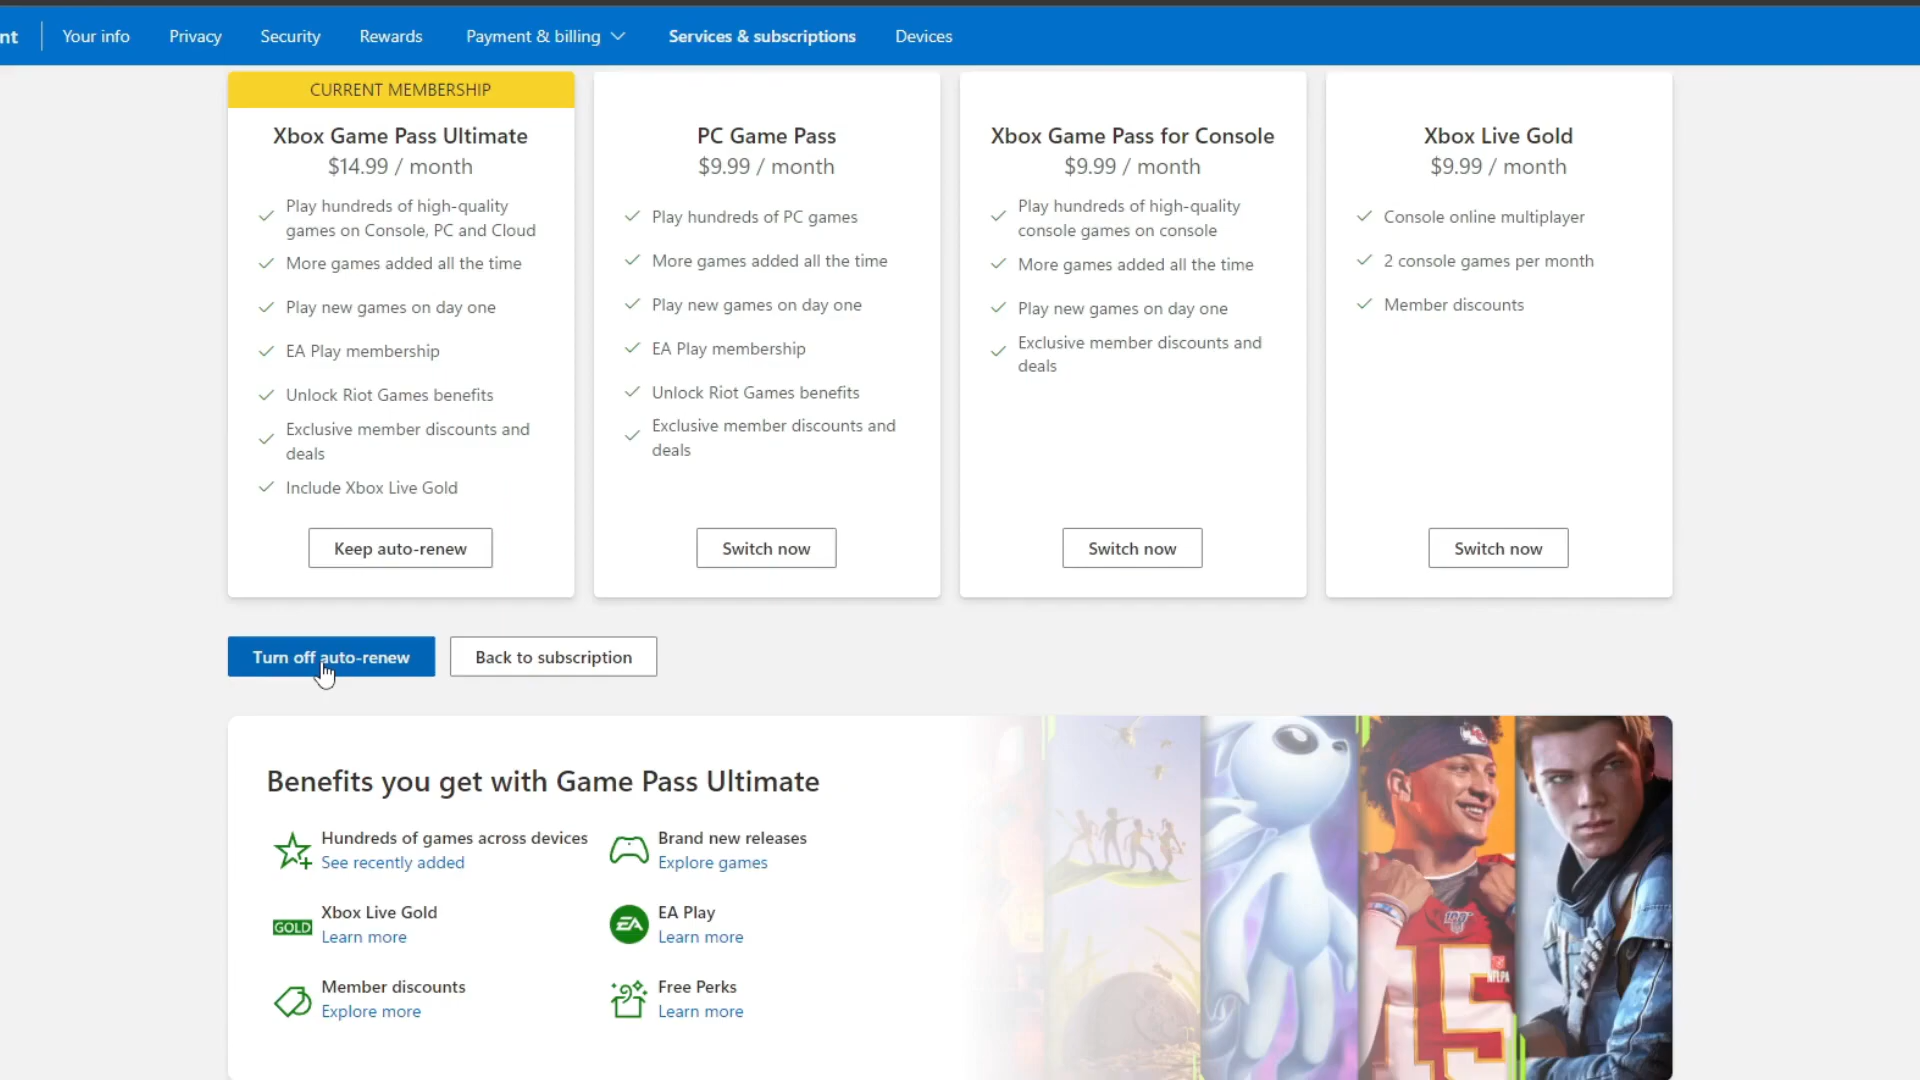 nt
Your info
Privacy
Security
Rewards
Payment & billing
Services & subscriptions
Devices
CURRENT MEMBERSHIP
Xbox Game Pass Ultimate
$14.99 / month
Play hundreds of high-quality
games on Console, PC and Cloud
More games added all the time
Play new games on day one
EA Play membership
Unlock Riot Games benefits
Exclusive member discounts and
deals
Include Xbox Live Gold
Keep auto-renew
PC Game Pass
$9.99 / month
Play hundreds of PC games
More games added all the time
Play new games on day one
EA Play membership
Unlock Riot Games benefits
Exclusive member discounts and
deals
Switch now
Xbox Game Pass for Console
$9.99 / month
Play hundreds of high-quality
console games on console
More games added all the time
Play new games on day one
Exclusive member discounts and
deals
Switch now
Xbox Live Gold
$9.99 / month
Console online multiplayer
2 console games per month
Member discounts
Switch now
Turn off auto-renew
Back to subscription
Benefits you get with Game Pass Ultimate
Hundreds of games across devices
See recently added
Brand new releases
Explore games
GOLD
Xbox Live Gold
Learn more
EA
EA Play
Learn more
Member discounts
Explore more
Free Perks
Learn more
100
NFLPA
15